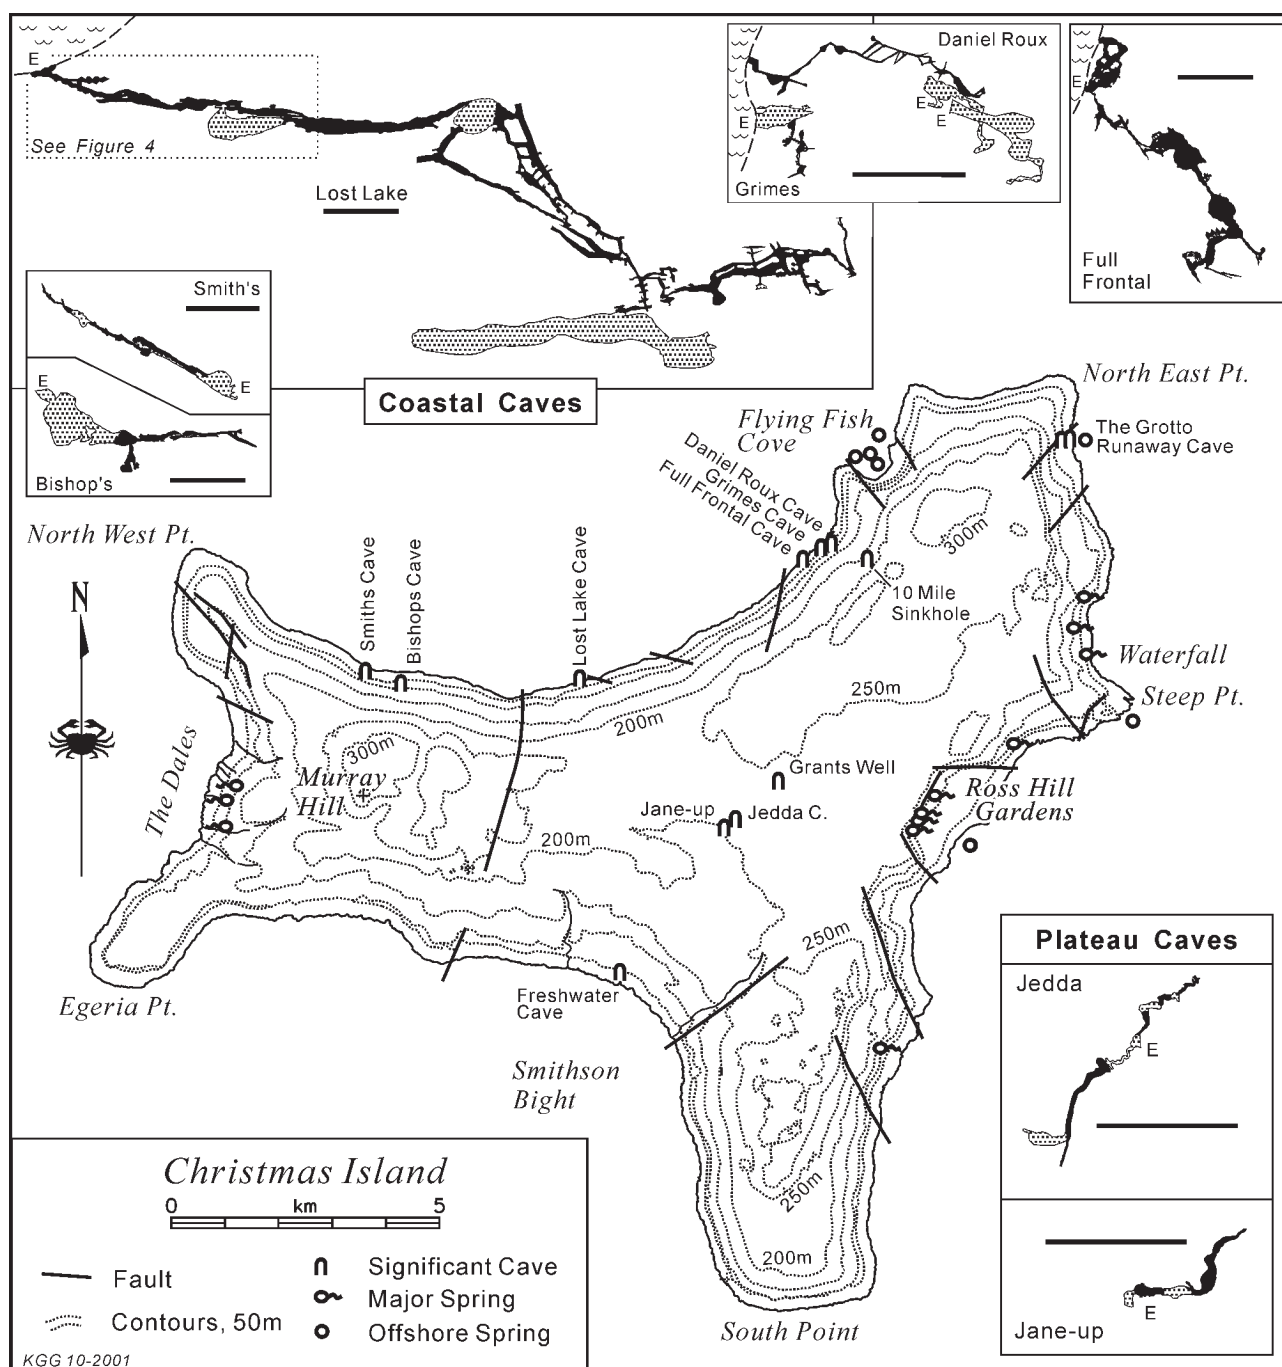 E
See Figure 4
Lost Lake
Daniel Roux
E
E
E
Grimes
E
Full
Frontal
Smith's
E
E
Bishop's
Coastal Caves
North East Pt.
Flying Fish
Cove
The Grotto
Runaway Cave
Daniel Roux Cave
Grimes Cave
Full Frontal Cave
300m
10 Mile
Sinkhole
North West Pt.
N
Smiths Cave
Bishops Cave
Lost Lake Cave
Waterfall
Steep Pt.
250m
200m
300m
The Dales
Murray
Hill
Grants Well
Ross Hill
Gardens
Jane-up
Jedda C.
200m
250m
Freshwater
Cave
Egeria Pt.
Smithson
Bight
250m
200m
South Point
Plateau Caves
Jedda
E
E
Jane-up
Christmas Island
0 km 5
Fault
Contours, 50m
Significant Cave
Major Spring
Offshore Spring
KGG 10-2001